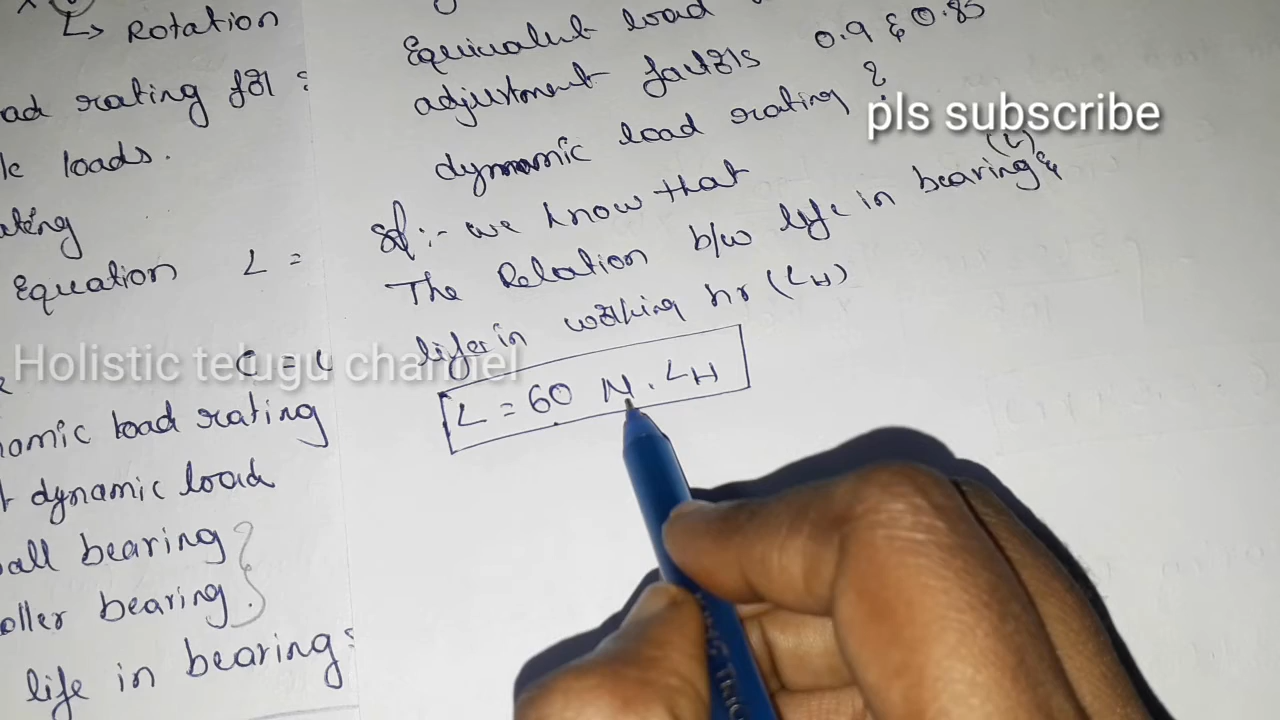 ↳ Rotation
ad rating for :
le loads.
ating
Equation L =
C = L
namic load rating
t dynamic load
all bearing
oller bearing.
life in bearing :
Equivalent load
adjustment factors 0.9 & 0.85
dynamic load rating ?
pls subscribe
Sol :- we know that
The Relation b/w life in bearing (L) &
life in working hr (LH)
Holistic telugu channel
L = 60 N . LH